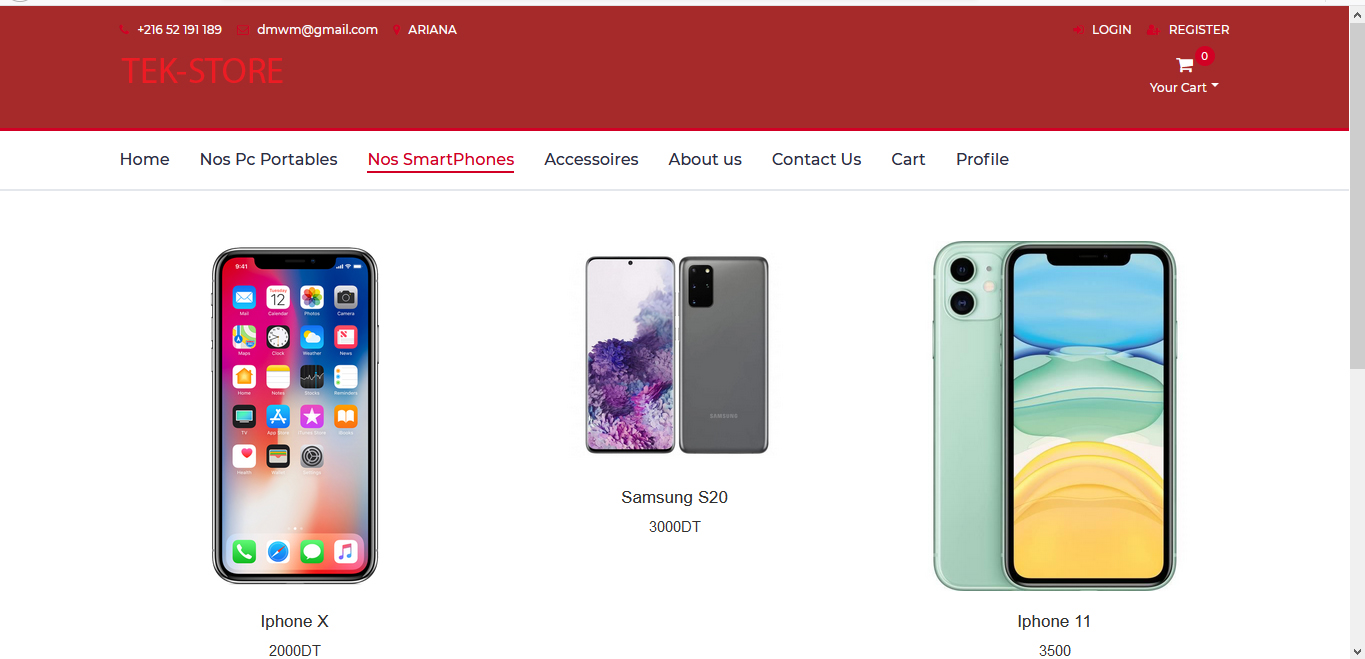 +216 52 191 189 dmwm@gmail.com ARIANA LOGIN REGISTER
TEK-STORE
0
Your Cart
Home Nos Pc Portables Nos SmartPhones Accessoires About us Contact Us Cart Profile
9:41
Tuesday
12
Mail Calendar Photos Camera
Maps Clock Weather News
Home Notes Stocks Reminders
TV App Store iTunes Store Books
Health Wallet Settings
SAMSUNG
Samsung S20
3000DT
Iphone X
2000DT
Iphone 11
3500